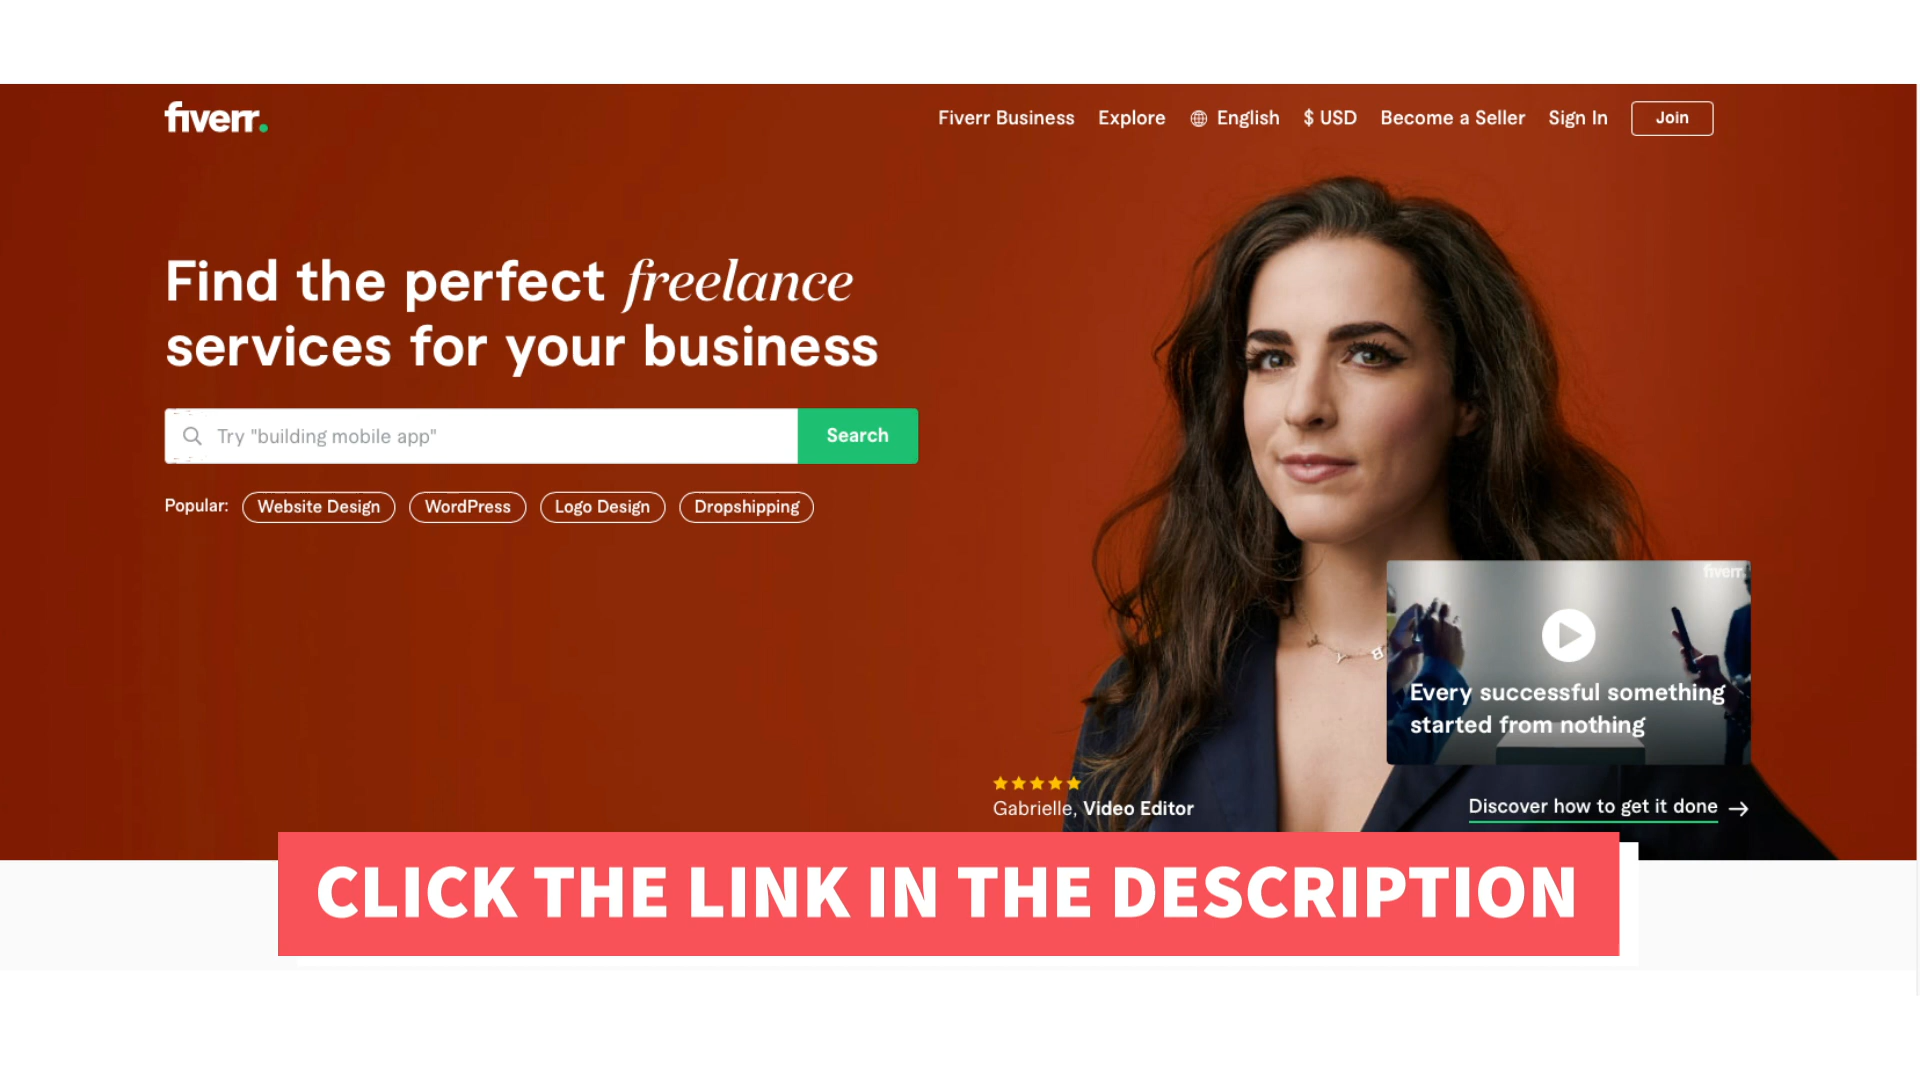 fiverr.
Fiverr Business Explore English $ USD Become a Seller Sign In Join
Find the perfect freelance
services for your business
Try "building mobile app"
Search
Popular: Website Design WordPress Logo Design Dropshipping
B Y
fiverr.
Every successful something
started from nothing
Gabrielle, Video Editor
Discover how to get it done →
CLICK THE LINK IN THE DESCRIPTION